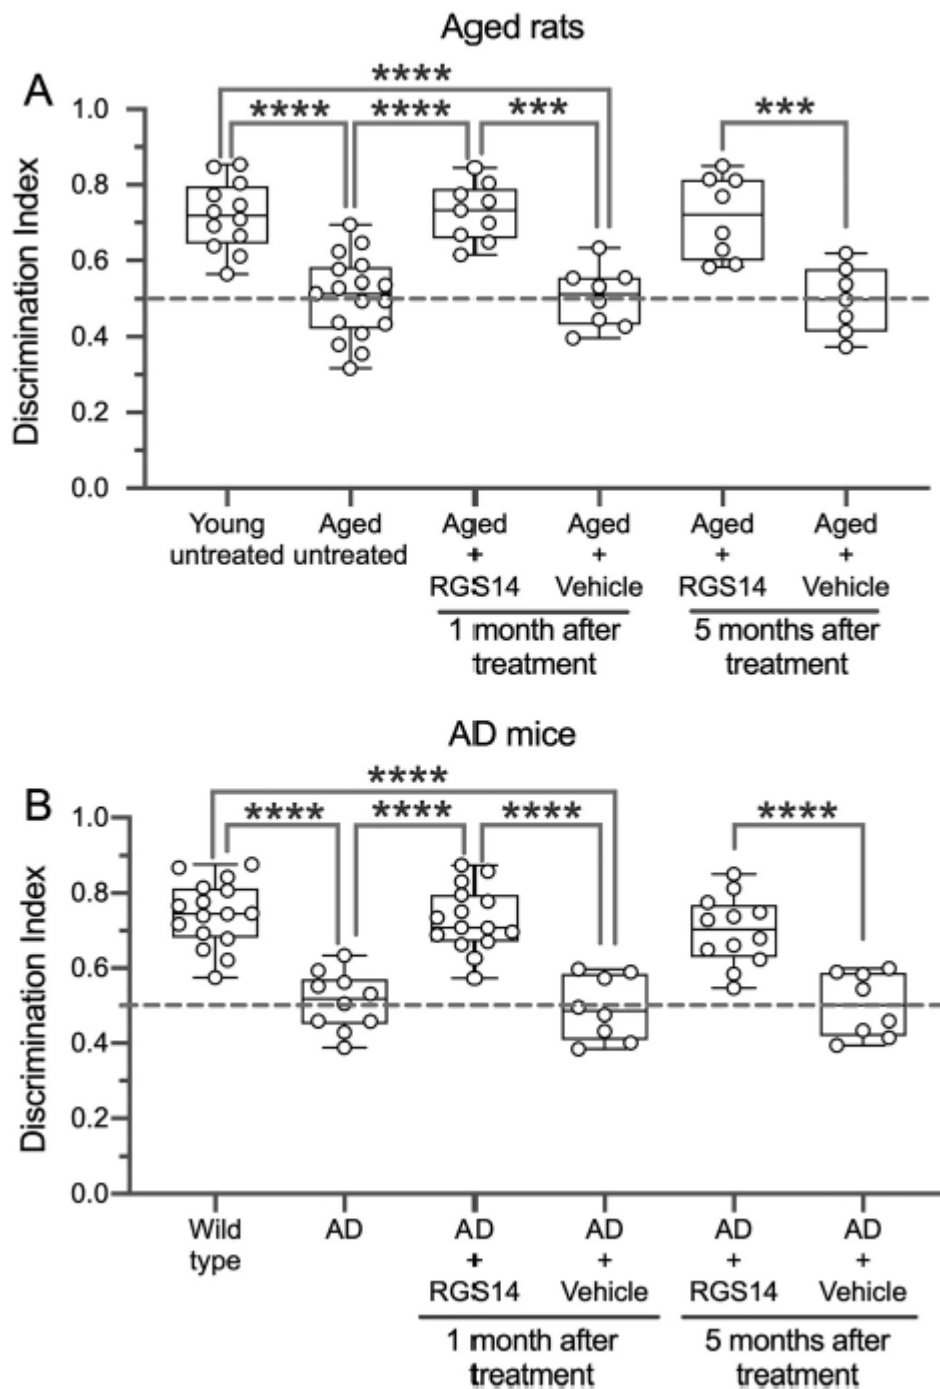 Aged rats
A
****
**** **** *** ***
1.0
0.8
0.6
0.4
0.2
0.0
Discrimination Index
Young untreated
Aged untreated
Aged + RGS14
Aged + Vehicle
Aged + RGS14
Aged + Vehicle
1 month after treatment
5 months after treatment
AD mice
B
****
**** **** **** ****
1.0
0.8
0.6
0.4
0.2
0.0
Discrimination Index
Wild type
AD
AD + RGS14
AD + Vehicle
AD + RGS14
AD + Vehicle
1 month after treatment
5 months after treatment